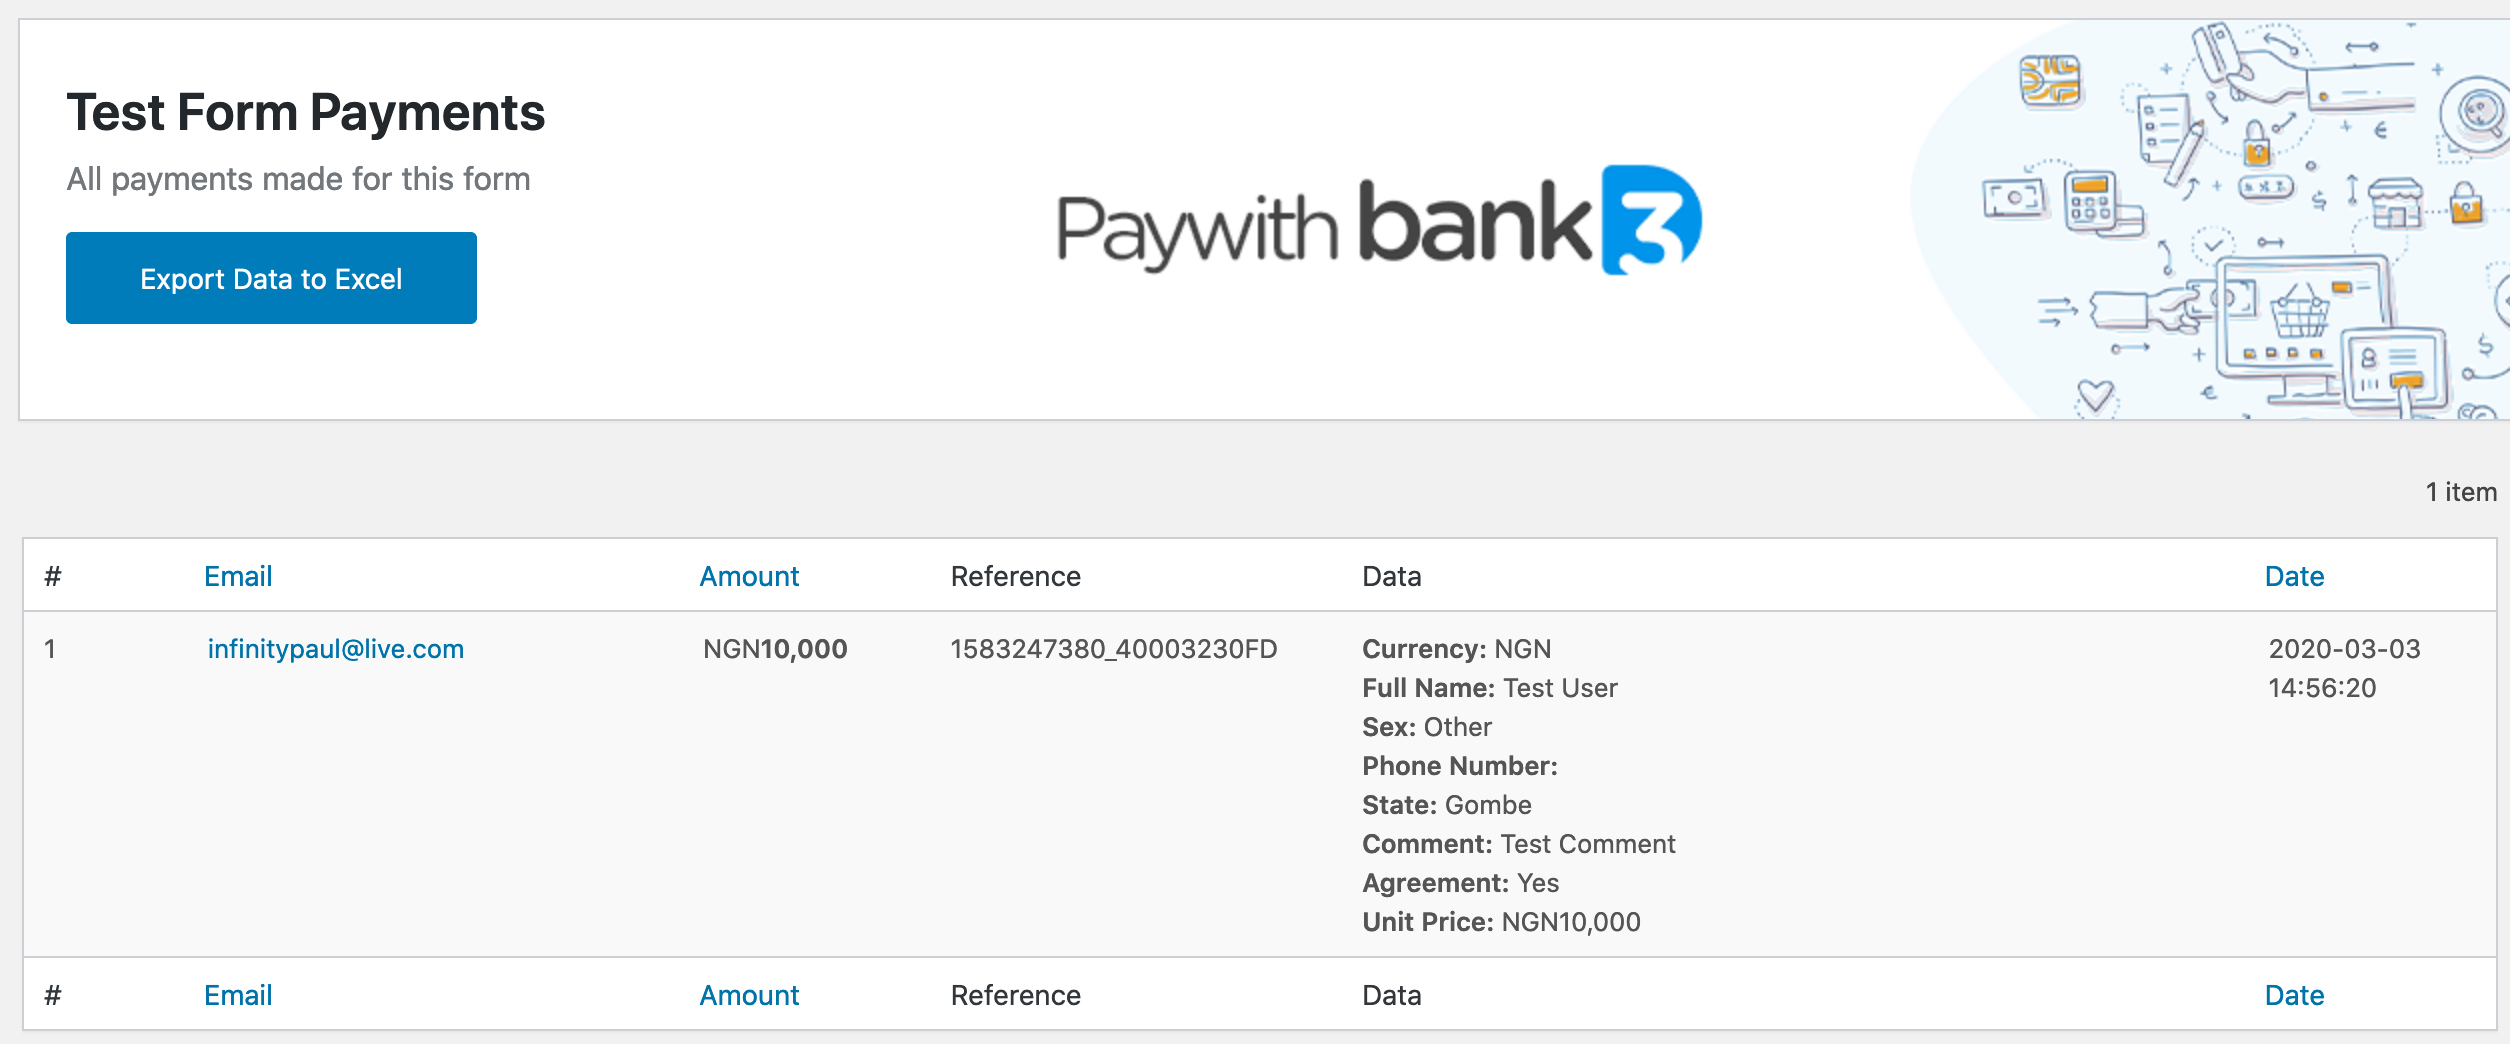 Test Form Payments
All payments made for this form
Export Data to Excel
Paywith bank3
1 item
# Email Amount Reference Data Date
1 infinitypaul@live.com NGN10,000 1583247380_40003230FD Currency: NGN 2020-03-03
Full Name: Test User 14:56:20
Sex: Other
Phone Number:
State: Gombe
Comment: Test Comment
Agreement: Yes
Unit Price: NGN10,000
# Email Amount Reference Data Date